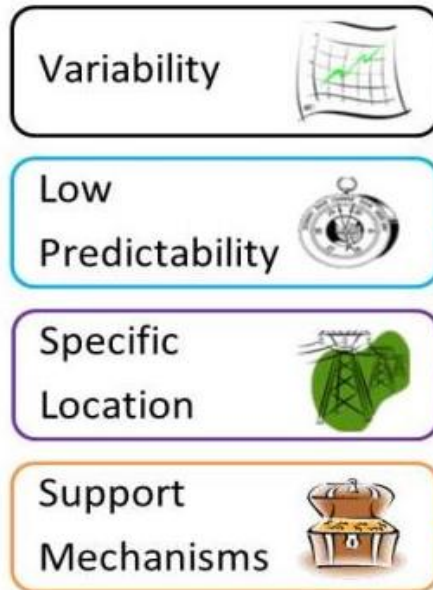 Variability
Low
Predictability
Specific
Location
Support
Mechanisms